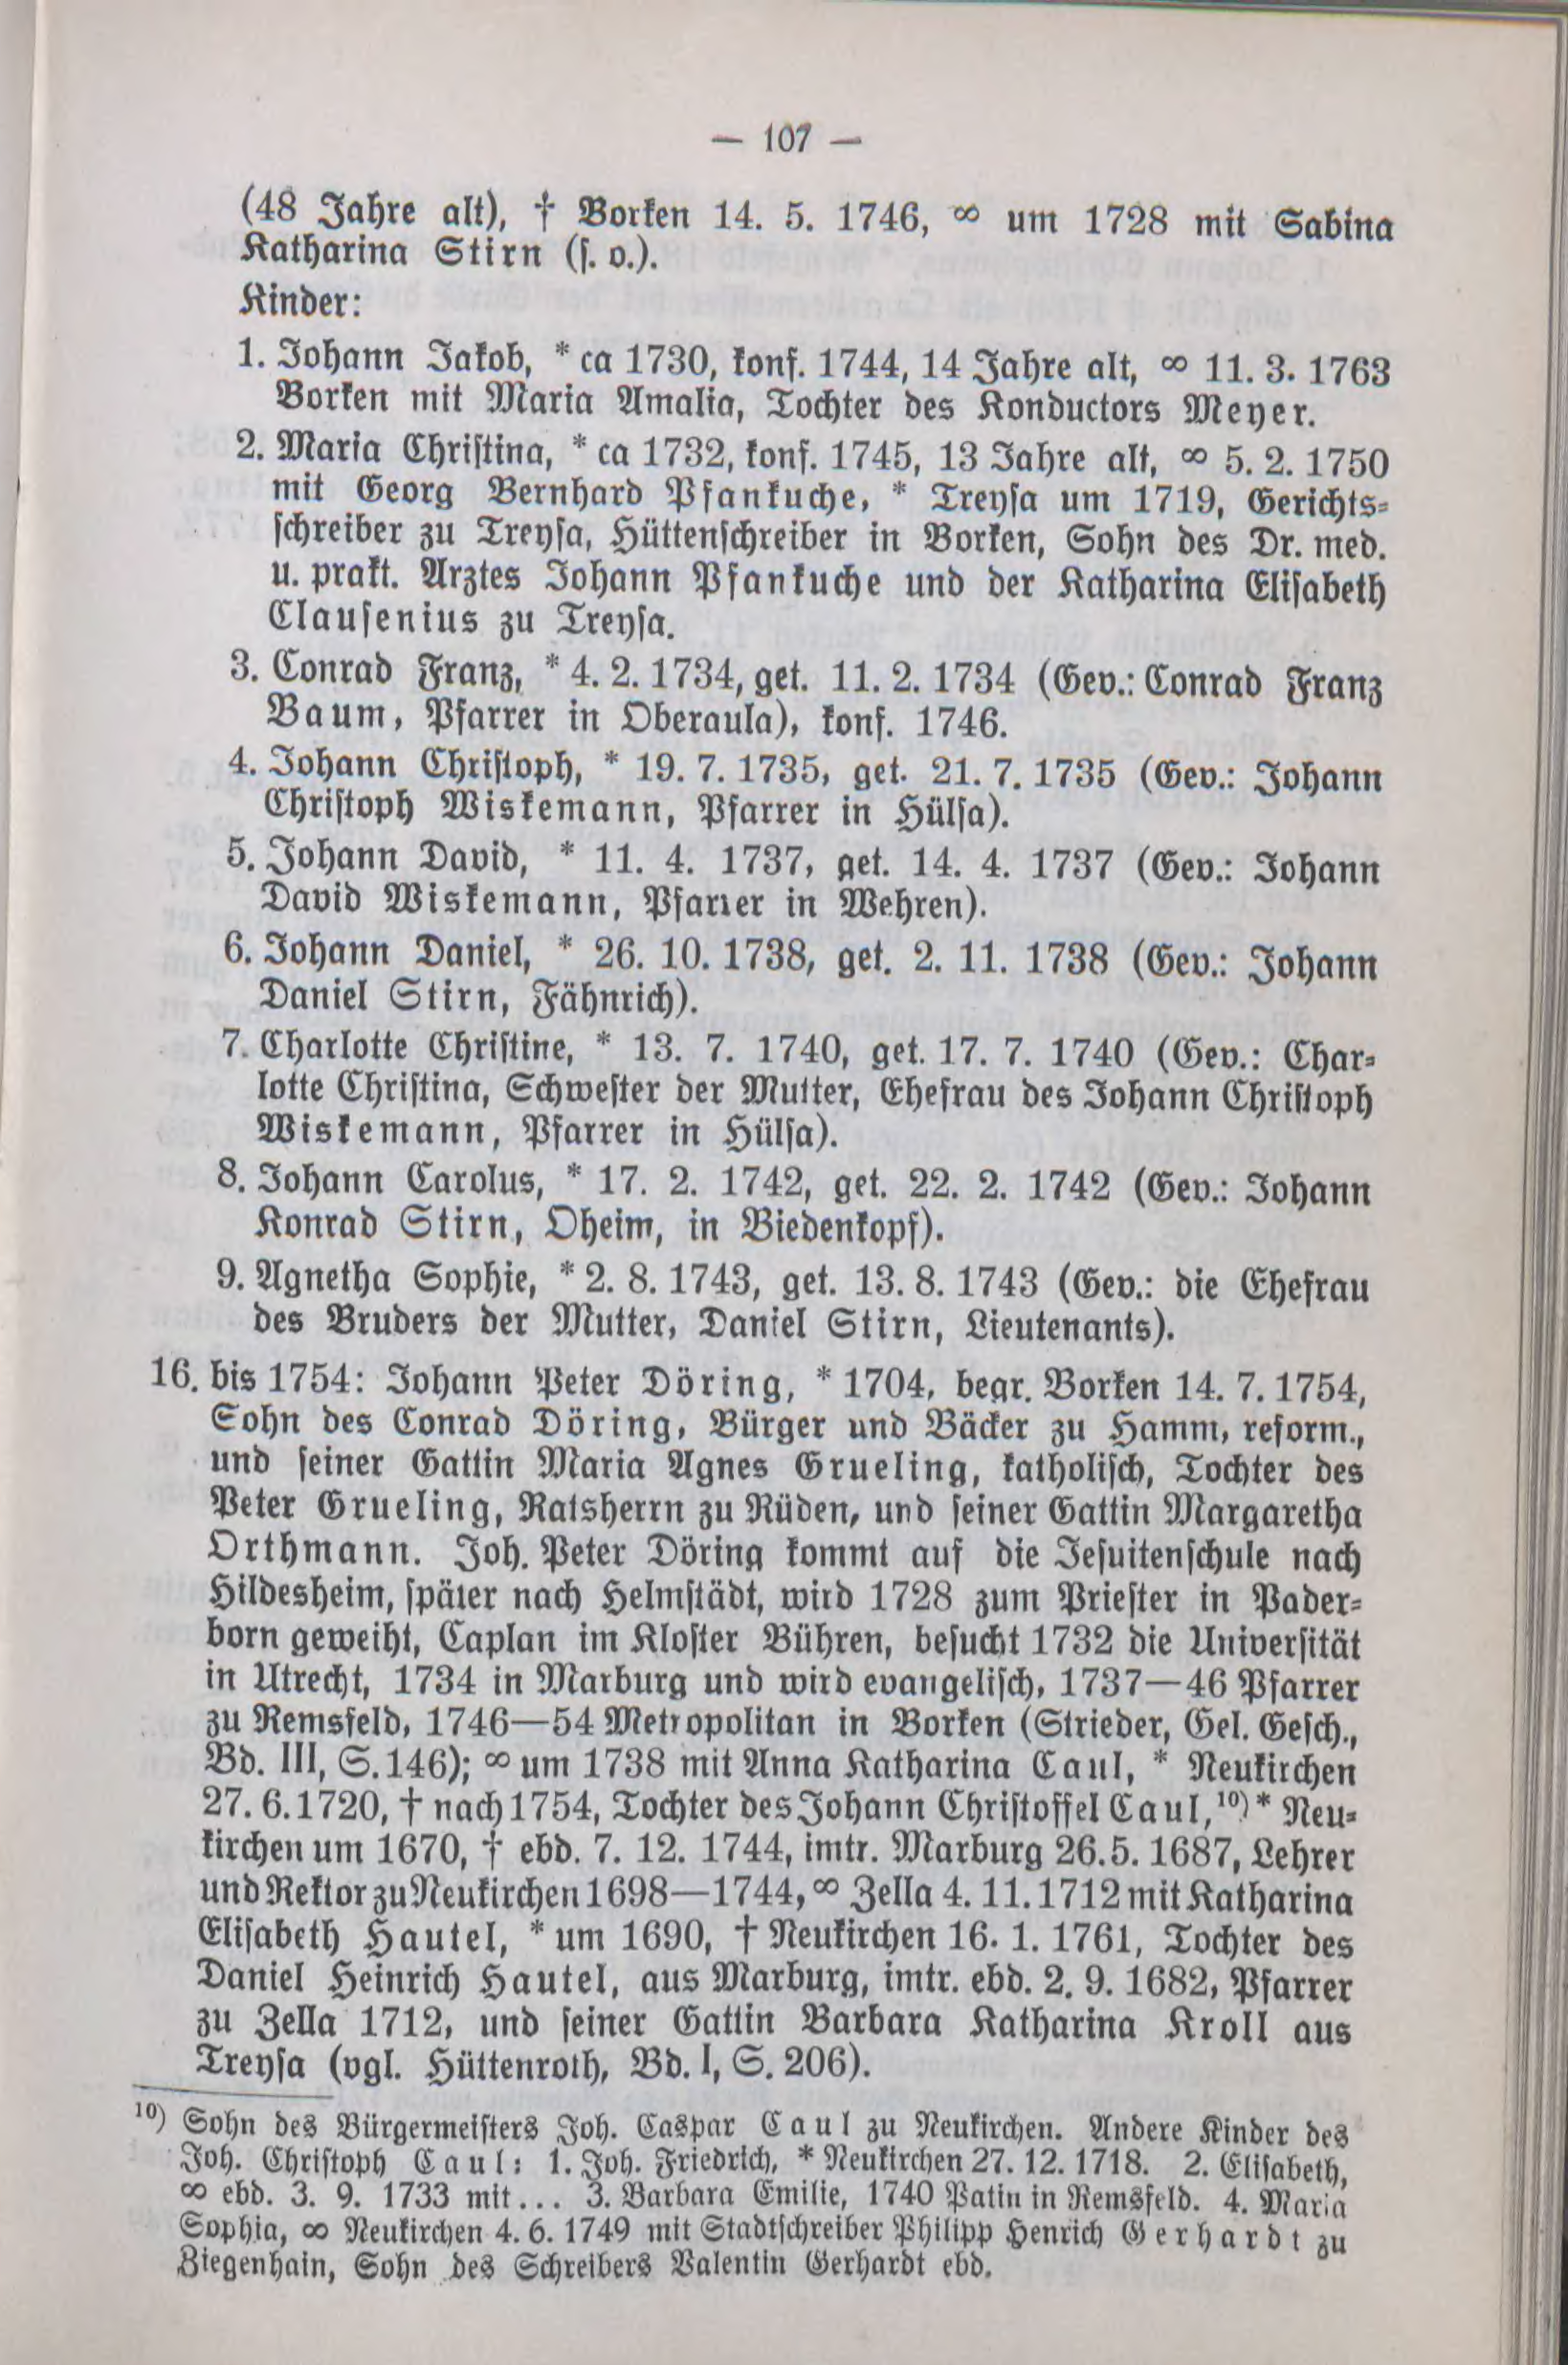 — 107 —
(48 Jahre alt), † Borken 14. 5. 1746, ∞ um 1728 mit Sabina
Katharina Stirn (s. o.).
Kinder:
1. Johann Jakob, * ca 1730, konf. 1744, 14 Jahre alt, ∞ 11. 3. 1763
Borken mit Maria Amalia, Tochter des Konductors Meyer.
2. Maria Christina, * ca 1732, konf. 1745, 13 Jahre alt, ∞ 5. 2. 1750
mit Georg Bernhard Pfankuche, * Treysa um 1719, Gerichts-
schreiber zu Treysa, Hüttenschreiber in Borken, Sohn des Dr. med.
u. prakt. Arztes Johann Pfankuche und der Katharina Elisabeth
Clausenius zu Treysa.
3. Conrad Franz, * 4. 2. 1734, get. 11. 2. 1734 (Gev.: Conrad Franz
Baum, Pfarrer in Oberaula), konf. 1746.
4. Johann Christoph, * 19. 7. 1735, get. 21. 7. 1735 (Gev.: Johann
Christoph Wiskemann, Pfarrer in Hülsa).
5. Johann David, * 11. 4. 1737, get. 14. 4. 1737 (Gev.: Johann
David Wiskemann, Pfarrer in Wehren).
6. Johann Daniel, * 26. 10. 1738, get. 2. 11. 1738 (Gev.: Johann
Daniel Stirn, Fähnrich).
7. Charlotte Christine, * 13. 7. 1740, get. 17. 7. 1740 (Gev.: Char-
lotte Christina, Schwester der Mutter, Ehefrau des Johann Christoph
Wiskemann, Pfarrer in Hülsa).
8. Johann Carolus, * 17. 2. 1742, get. 22. 2. 1742 (Gev.: Johann
Konrad Stirn, Oheim, in Biedenkopf).
9. Agnetha Sophie, * 2. 8. 1743, get. 13. 8. 1743 (Gev.: die Ehefrau
des Bruders der Mutter, Daniel Stirn, Lieutenants).
16. bis 1754: Johann Peter Döring, * 1704, begr. Borken 14. 7. 1754,
Sohn des Conrad Döring, Bürger und Bäcker zu Hamm, reform.,
und seiner Gattin Maria Agnes Grueling, katholisch, Tochter des
Peter Grueling, Ratsherrn zu Rüden, und seiner Gattin Margaretha
Orthmann. Joh. Peter Döring kommt auf die Jesuitenschule nach
Hildesheim, später nach Helmstädt, wird 1728 zum Priester in Pader-
born geweiht, Caplan im Kloster Bühren, besucht 1732 die Universität
in Utrecht, 1734 in Marburg und wird evangelisch, 1737—46 Pfarrer
zu Remsfeld, 1746—54 Metropolitan in Borken (Strieder, Gel. Gesch.,
Bd. III, S. 146); ∞ um 1738 mit Anna Katharina Caul, * Neukirchen
27. 6. 1720, † nach 1754, Tochter des Johann Christoffel Caul,¹⁰) * Neu-
kirchen um 1670, † ebd. 7. 12. 1744, imtr. Marburg 26. 5. 1687, Lehrer
und Rektor zu Neukirchen 1698—1744, ∞ Zella 4. 11. 1712 mit Katharina
Elisabeth Hautel, * um 1690, † Neukirchen 16. 1. 1761, Tochter des
Daniel Heinrich Hautel, aus Marburg, imtr. ebd. 2. 9. 1682, Pfarrer
zu Zella 1712, und seiner Gattin Barbara Katharina Kroll aus
Treysa (vgl. Hüttenroth, Bd. I, S. 206).
¹⁰) Sohn des Bürgermeisters Joh. Caspar Caul zu Neukirchen. Andere Kinder des
Joh. Christoph Caul: 1. Joh. Friedrich, * Neukirchen 27. 12. 1718. 2. Elisabeth,
∞ ebd. 3. 9. 1733 mit... 3. Barbara Emilie, 1740 Patin in Remsfeld. 4. Maria
Sophia, ∞ Neukirchen 4. 6. 1749 mit Stadtschreiber Philipp Henrich Gerhardt zu
Ziegenhain, Sohn des Schreibers Valentin Gerhardt ebd.